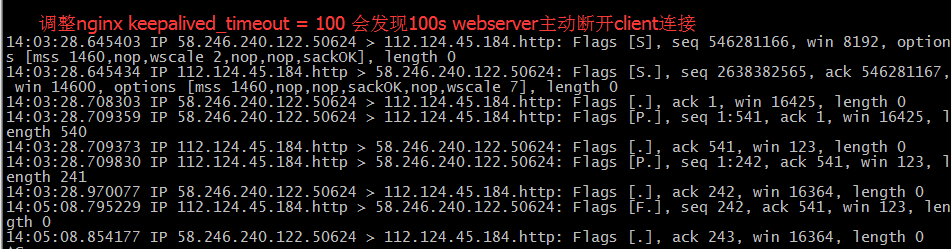 调整nginx keepalived_timeout = 100 会发现100s webserver主动断开client连接
14:03:28.645403 IP 58.246.240.122.50624 > 112.124.45.184.http: Flags [S], seq 546281166, win 8192, option
s [mss 1460,nop,wscale 2,nop,nop,sackOK], length 0
14:03:28.645434 IP 112.124.45.184.http > 58.246.240.122.50624: Flags [S.], seq 2638382565, ack 546281167,
 win 14600, options [mss 1460,nop,nop,sackOK,nop,wscale 7], length 0
14:03:28.708303 IP 58.246.240.122.50624 > 112.124.45.184.http: Flags [.], ack 1, win 16425, length 0
14:03:28.709359 IP 58.246.240.122.50624 > 112.124.45.184.http: Flags [P.], seq 1:541, ack 1, win 16425, l
ength 540
14:03:28.709373 IP 112.124.45.184.http > 58.246.240.122.50624: Flags [.], ack 541, win 123, length 0
14:03:28.709830 IP 112.124.45.184.http > 58.246.240.122.50624: Flags [P.], seq 1:242, ack 541, win 123, l
ength 241
14:03:28.970077 IP 58.246.240.122.50624 > 112.124.45.184.http: Flags [.], ack 242, win 16364, length 0
14:05:08.795229 IP 112.124.45.184.http > 58.246.240.122.50624: Flags [F.], seq 242, ack 541, win 123, len
gth 0
14:05:08.854177 IP 58.246.240.122.50624 > 112.124.45.184.http: Flags [.], ack 243, win 16364, length 0